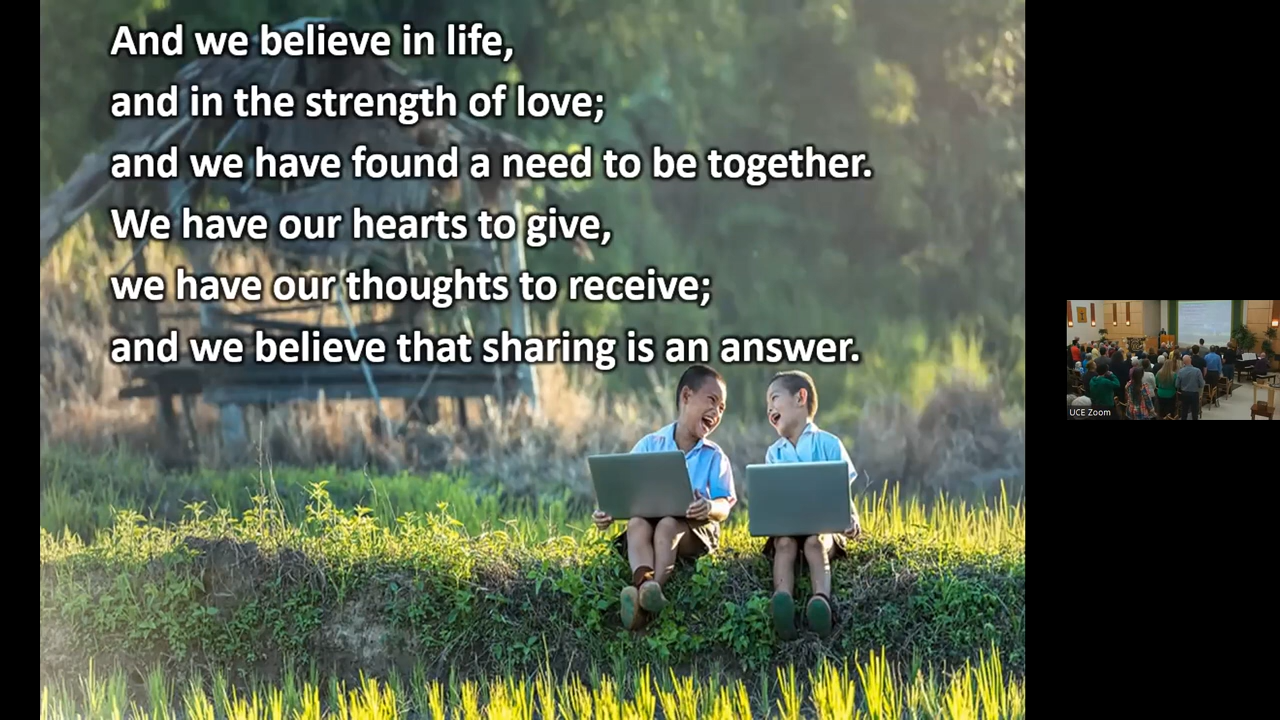 And we believe in life,
and in the strength of love;
and we have found a need to be together.
We have our hearts to give,
we have our thoughts to receive;
and we believe that sharing is an answer.
UCE Zoom